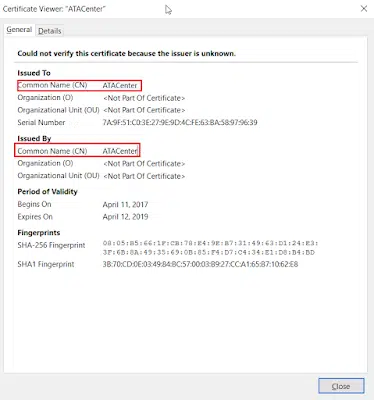 Certificate Viewer: "ATACenter"
General Details
Could not verify this certificate because the issuer is unknown.
Issued To
Common Name (CN) ATACenter
Organization (O) <Not Part Of Certificate>
Organizational Unit (OU) <Not Part Of Certificate>
Serial Number 7A:9F:51:C0:3E:27:9E:9D:4C:FE:63:8A:58:97:96:39
Issued By
Common Name (CN) ATACenter
Organization (O) <Not Part Of Certificate>
Organizational Unit (OU) <Not Part Of Certificate>
Period of Validity
Begins On April 11, 2017
Expires On April 12, 2019
Fingerprints
SHA-256 Fingerprint 08:05:B5:66:1F:CB:78:E4:9E:B7:31:49:63:D1:24:E3:
3F:6B:8A:49:35:69:0B:85:F4:D7:C4:34:E1:D8:B4:BD
SHA1 Fingerprint 3B:70:CD:0E:03:49:84:8C:57:00:03:B9:27:CC:A1:65:B7:10:62:E8
Close